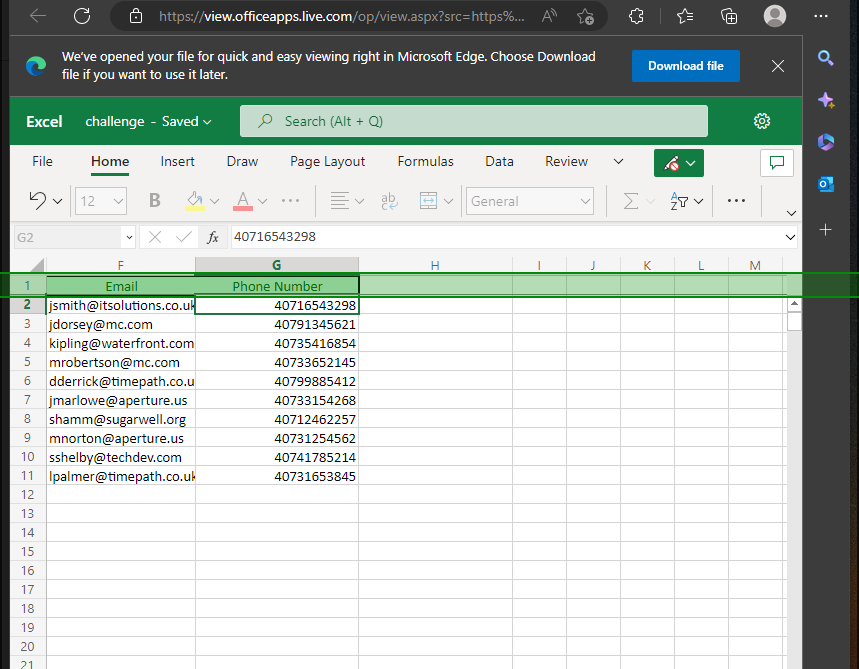 https://view.officeapps.live.com/op/view.aspx?src=https%...
We've opened your file for quick and easy viewing right in Microsoft Edge. Choose Download
file if you want to use it later.
Download file
Excel challenge - Saved
Search (Alt + Q)
File Home Insert Draw Page Layout Formulas Data Review
12 B A ab General
G2 fx 40716543298
F G H I J K L M
1 Email Phone Number
2 jsmith@itsolutions.co.uk 40716543298
3 jdorsey@mc.com 40791345621
4 kipling@waterfront.com 40735416854
5 mrobertson@mc.com 40733652145
6 dderrick@timepath.co.u 40799885412
7 jmarlowe@aperture.us 40733154268
8 shamm@sugarwell.org 40712462257
9 mnorton@aperture.us 40731254562
10 sshelby@techdev.com 40741785214
11 lpalmer@timepath.co.uk 40731653845
12
13
14
15
16
17
18
19
20
21